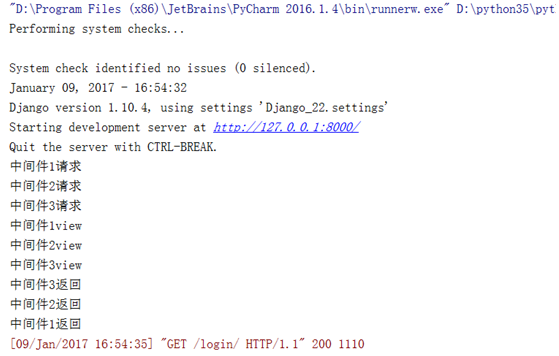 "D:\Program Files (x86)\JetBrains\PyCharm 2016.1.4\bin\runnerw.exe" D:\python35\pyt
Performing system checks...
System check identified no issues (0 silenced).
January 09, 2017 - 16:54:32
Django version 1.10.4, using settings 'Django_22.settings'
Starting development server at http://127.0.0.1:8000/
Quit the server with CTRL-BREAK.
中间件1请求
中间件2请求
中间件3请求
中间件1view
中间件2view
中间件3view
中间件3返回
中间件2返回
中间件1返回
[09/Jan/2017 16:54:35] "GET /login/ HTTP/1.1" 200 1110